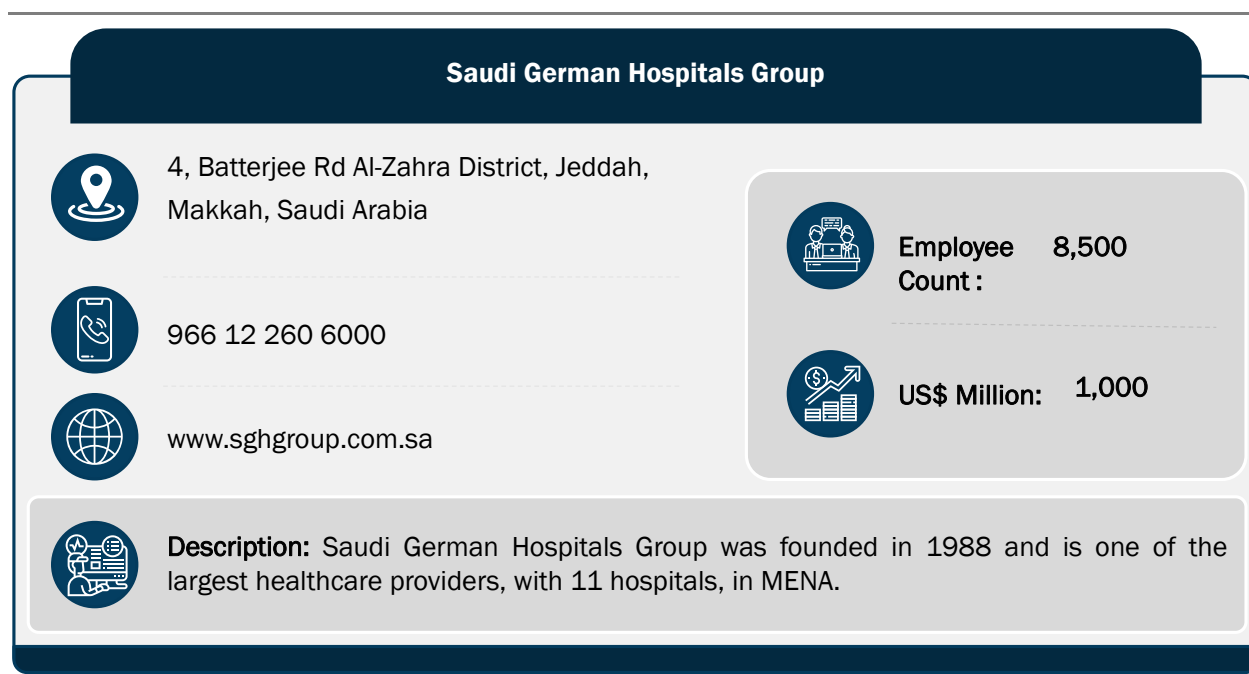 Saudi German Hospitals Group
4, Batterjee Rd Al-Zahra District, Jeddah,
Makkah, Saudi Arabia
966 12 260 6000
www.sghgroup.com.sa
Employee 8,500
Count :
US$ Million: 1,000
Description: Saudi German Hospitals Group was founded in 1988 and is one of the
largest healthcare providers, with 11 hospitals, in MENA.